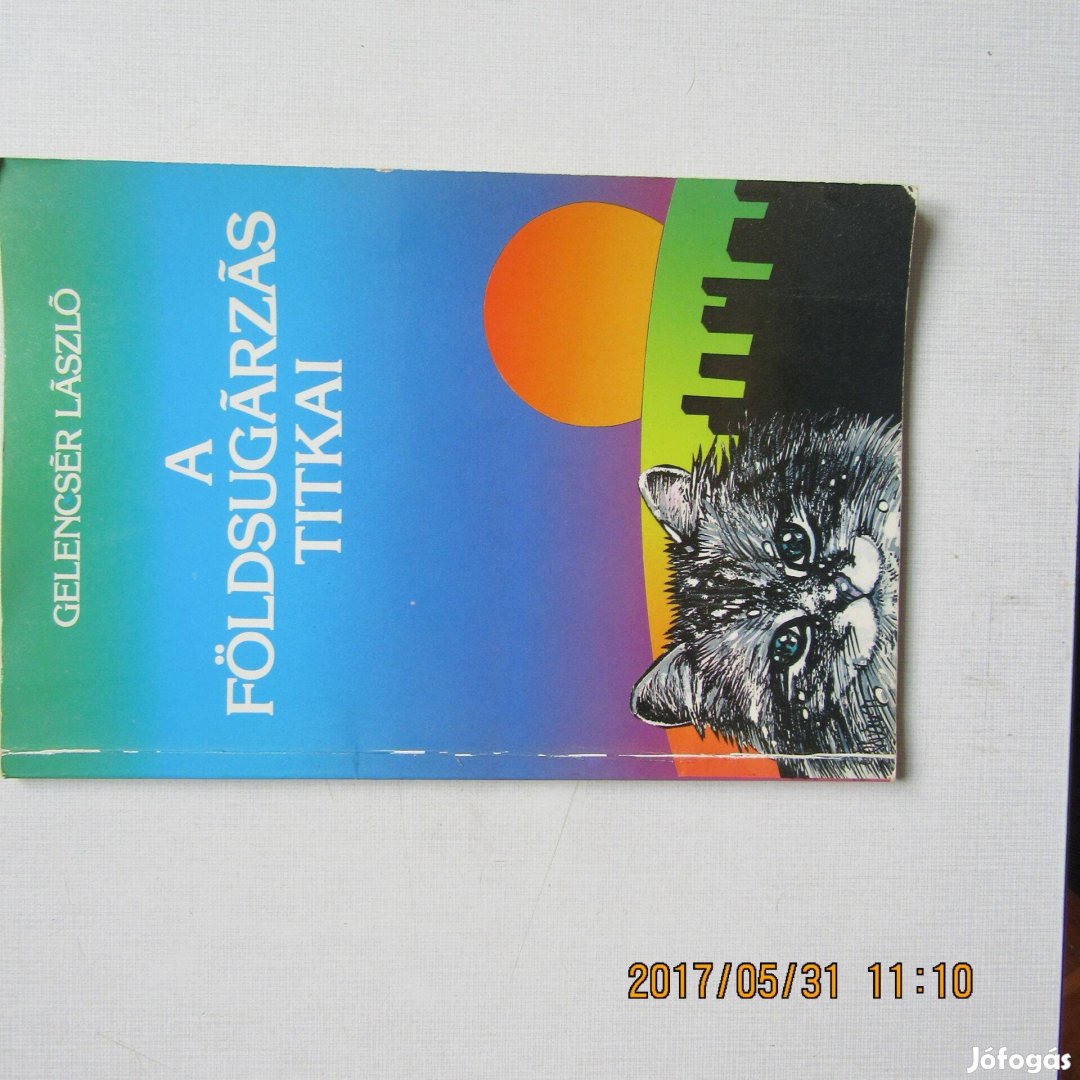 GELENCSÉR LÁSZLÓ
A
FÖLDSUGÁRZÁS
TITKAI
2017/05/31 11:10
Jófogás